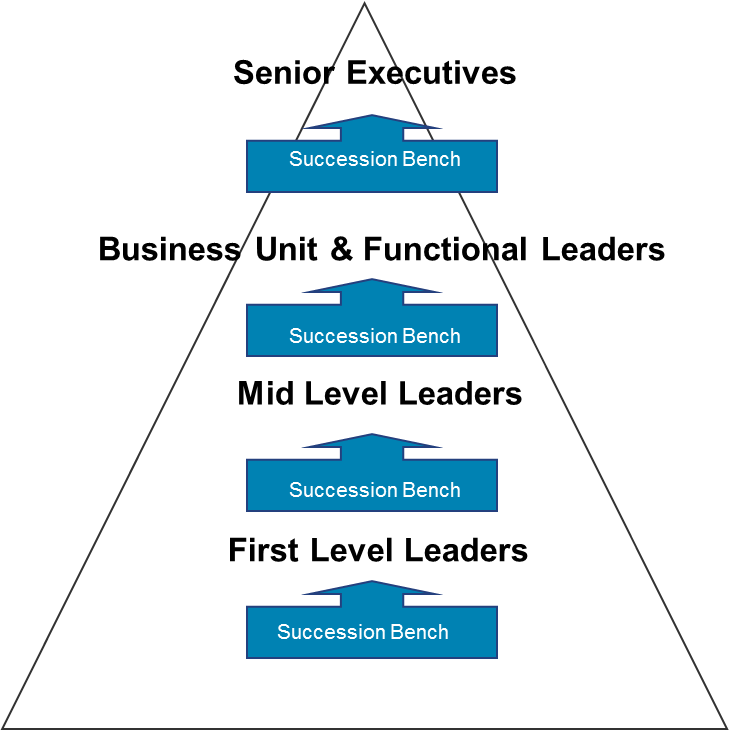 Senior Executives
Succession Bench
Business Unit & Functional Leaders
Succession Bench
Mid Level Leaders
Succession Bench
First Level Leaders
Succession Bench